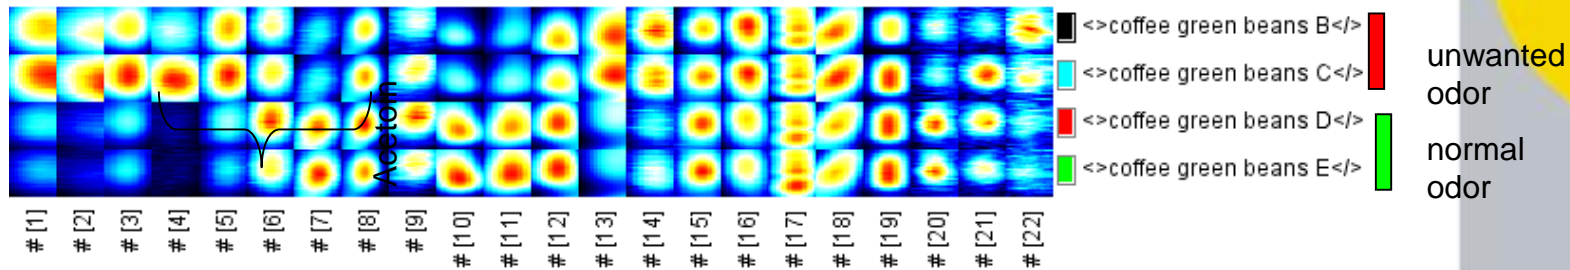 <>coffee green beans B</>
<>coffee green beans C</>
<>coffee green beans D</>
<>coffee green beans E</>
unwanted
odor
normal
odor
Acetoin
# [1]
# [2]
# [3]
# [4]
# [5]
# [6]
# [7]
# [8]
# [9]
# [10]
# [11]
# [12]
# [13]
# [14]
# [15]
# [16]
# [17]
# [18]
# [19]
# [20]
# [21]
# [22]